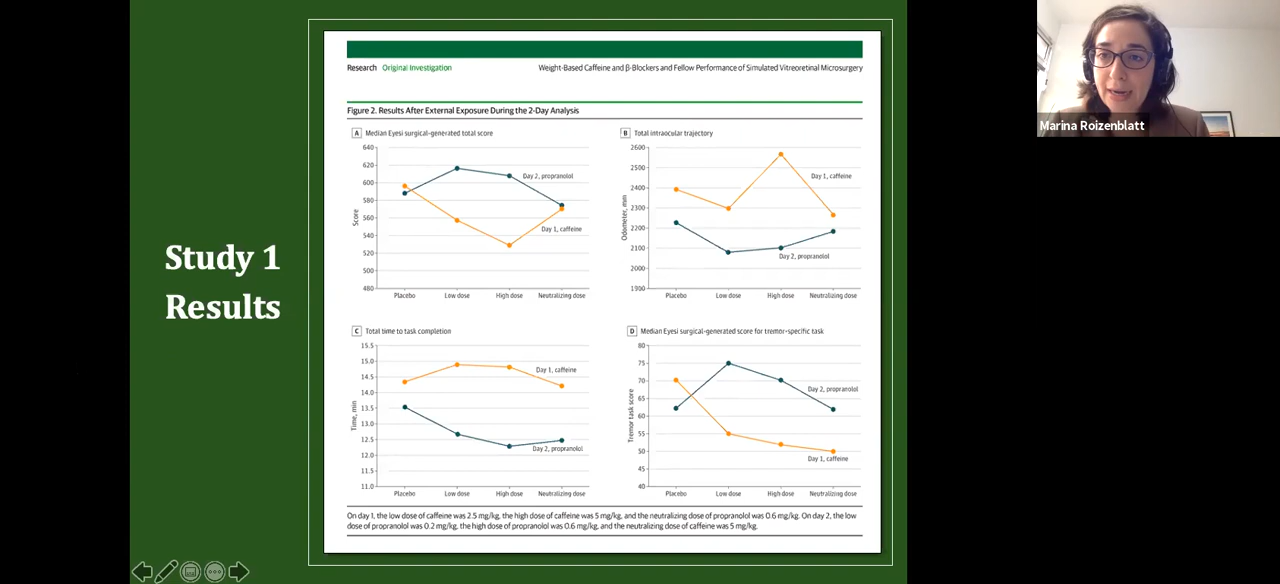 Study 1
Results
Research Original Investigation
Weight-Based Caffeine and β-Blockers and Fellow Performance of Simulated Vitreoretinal Microsurgery
Figure 2. Results After External Exposure During the 2-Day Analysis
A Median Eyesi surgical-generated total score
640
620
600
580
560
540
520
500
480
Score
Day 2, propranolol
Day 1, caffeine
Placebo
Low dose
High dose
Neutralizing dose
B Total intraocular trajectory
2600
2500
2400
2300
2200
2100
2000
1900
Odometer, mm
Day 1, caffeine
Day 2, propranolol
Placebo
Low dose
High dose
Neutralizing dose
C Total time to task completion
15.5
15.0
14.5
14.0
13.5
13.0
12.5
12.0
11.5
11.0
Time, min
Day 1, caffeine
Day 2, propranolol
Placebo
Low dose
High dose
Neutralizing dose
D Median Eyesi surgical-generated score for tremor-specific task
80
75
70
65
60
55
50
45
40
Tremor task score
Day 2, propranolol
Day 1, caffeine
Placebo
Low dose
High dose
Neutralizing dose
On day 1, the low dose of caffeine was 2.5 mg/kg, the high dose of caffeine was 5 mg/kg, and the neutralizing dose of propranolol was 0.6 mg/kg. On day 2, the low
dose of propranolol was 0.2 mg/kg, the high dose of propranolol was 0.6 mg/kg, and the neutralizing dose of caffeine was 5 mg/kg.
Marina Roizenblatt